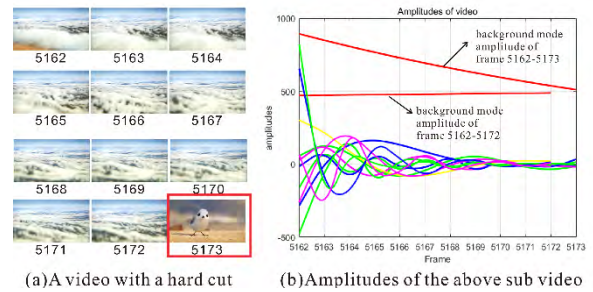 5162 5163 5164
5165 5166 5167
5168 5169 5170
5171 5172 5173
(a)A video with a hard cut
Amplitudes of video
1000
500
0
-500
amplitudes
background mode
amplitude of
frame 5162-5173
background mode
amplitude of
frame 5162-5172
5162 5163 5164 5165 5166 5167 5168 5169 5170 5171 5172 5173
Frame
(b)Amplitudes of the above sub video